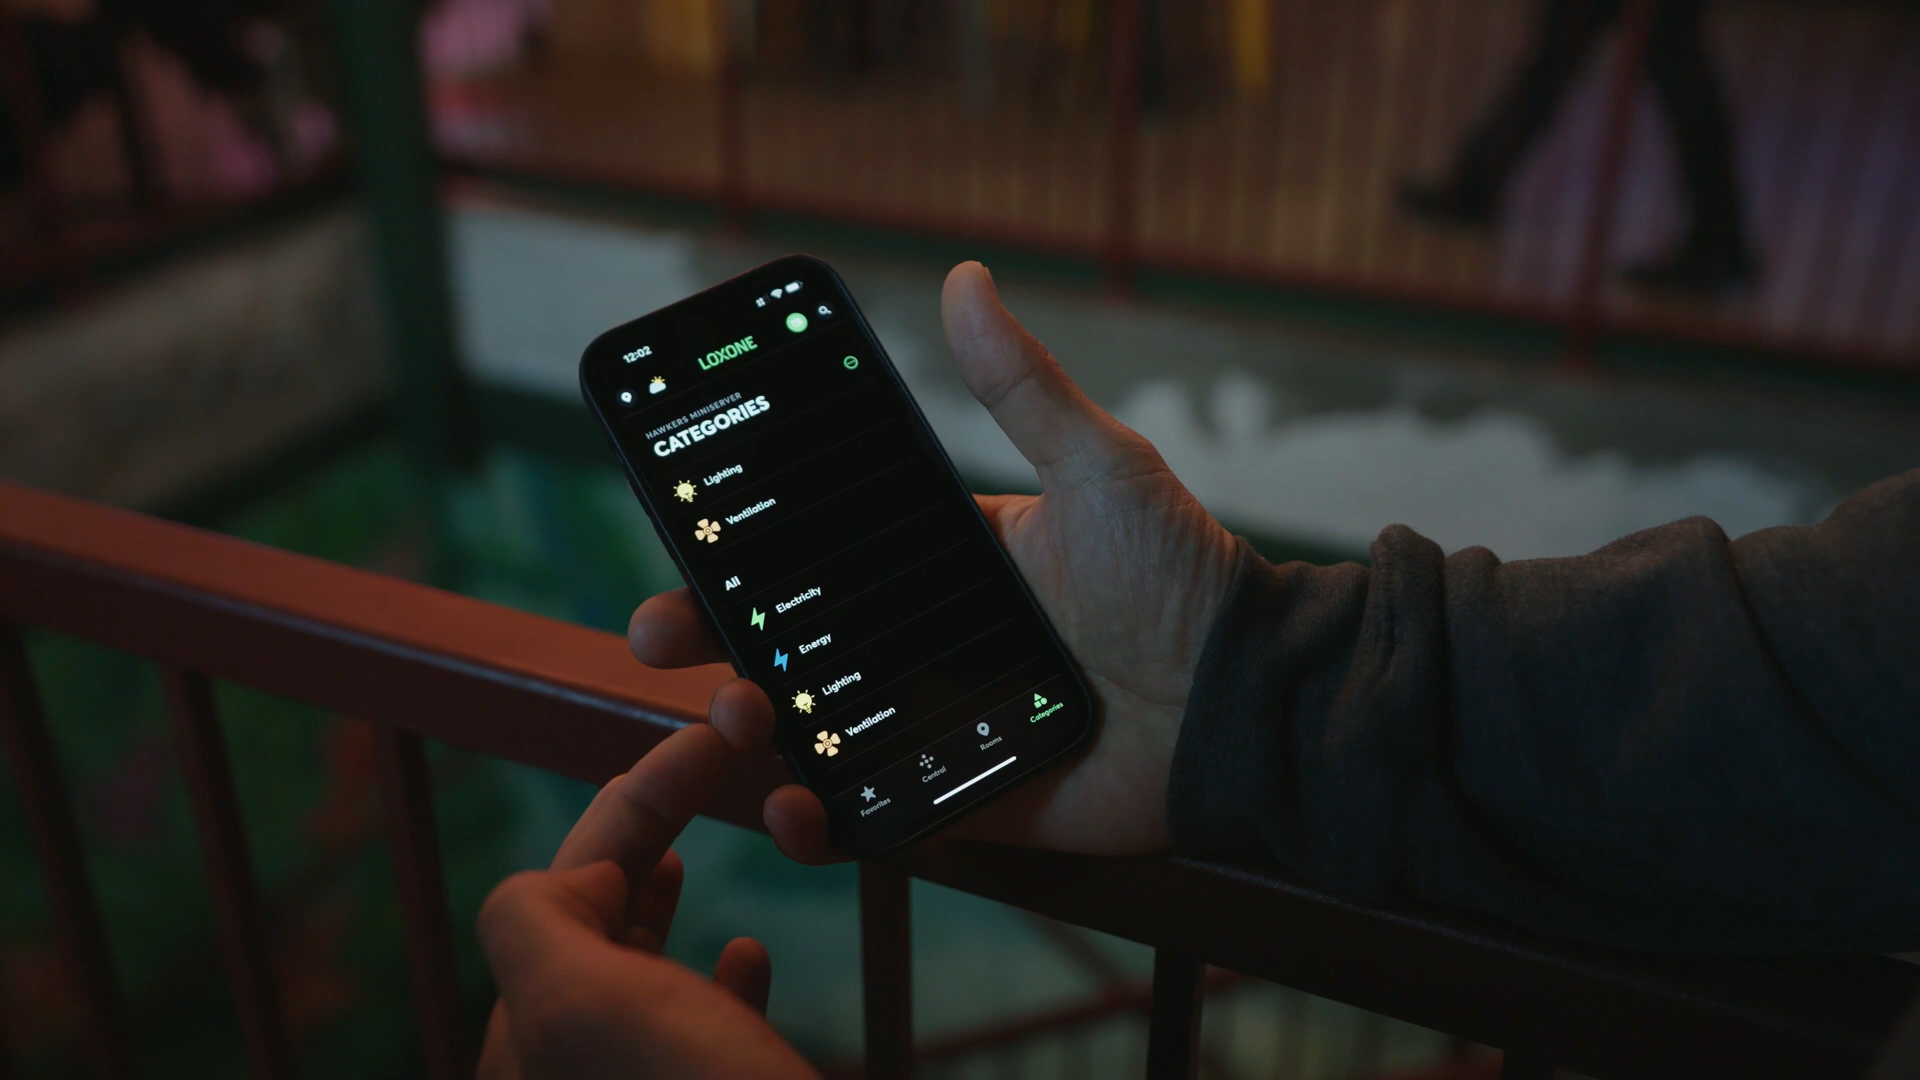 12:02
LOXONE
HAWKERS MINISERVER
CATEGORIES
Lighting
Ventilation
All
Electricity
Energy
Lighting
Ventilation
Favorites
Central
Rooms
Categories